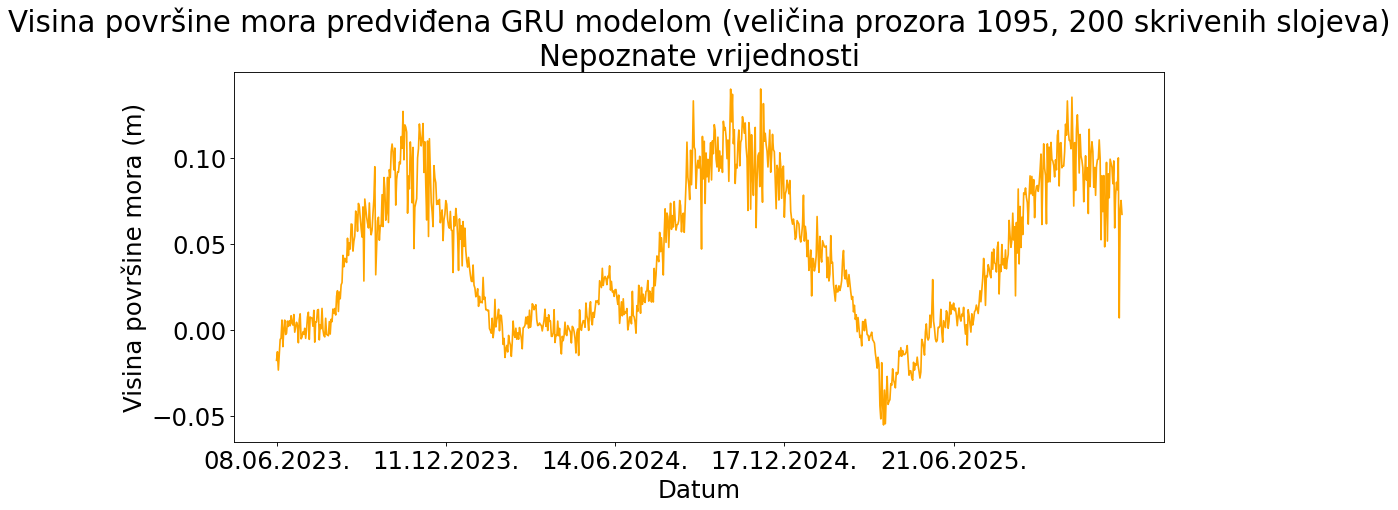 Visina površine mora predviđena GRU modelom (veličina prozora 1095, 200 skrivenih slojeva)
Nepoznate vrijednosti
Visina površine mora (m)
0.10
0.05
0.00
−0.05
08.06.2023. 11.12.2023. 14.06.2024. 17.12.2024. 21.06.2025.
Datum